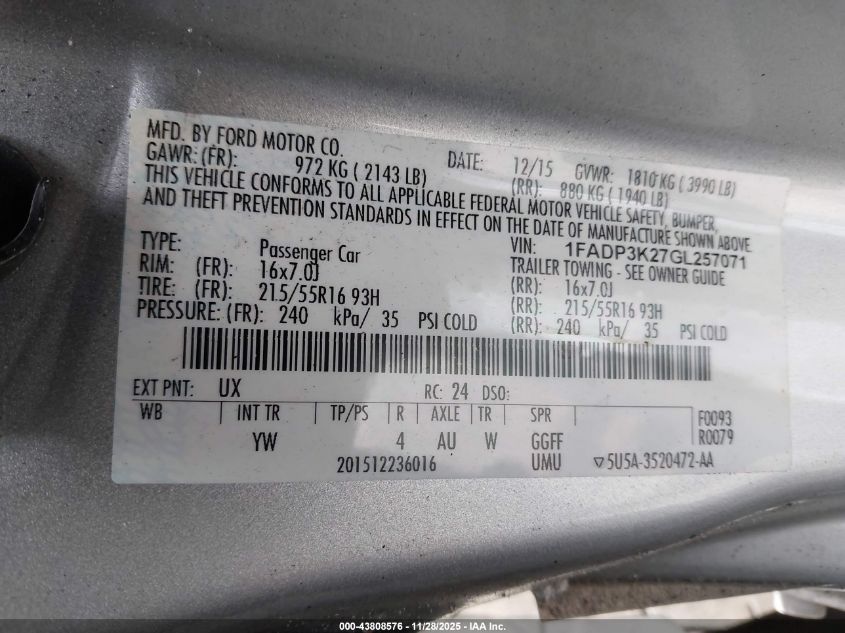 MFD. BY FORD MOTOR CO.
DATE: 12/15 GVWR: 1810 KG ( 3990 LB)
GAWR: (FR): 972 KG ( 2143 LB) (RR): 880 KG ( 1940 LB)
THIS VEHICLE CONFORMS TO ALL APPLICABLE FEDERAL MOTOR VEHICLE SAFETY, BUMPER,
AND THEFT PREVENTION STANDARDS IN EFFECT ON THE DATE OF MANUFACTURE SHOWN ABOVE.
VIN: 1FADP3K27GL257071
TYPE: Passenger Car TRAILER TOWING - SEE OWNER GUIDE
RIM: (FR): 16x7.0J (RR): 16x7.0J
TIRE: (FR): 215/55R16 93H (RR): 215/55R16 93H
PRESSURE: (FR): 240 kPa/ 35 PSI COLD (RR): 240 kPa/ 35 PSI COLD
EXT PNT: UX RC: 24 DSO:
WB INT TR TP/PS R AXLE TR SPR F0093
YW 4 AU W GGFF R0079
201512236016 UMU ▽5U5A-3520472-AA
000-43808576 - 11/28/2025 - IAA Inc.